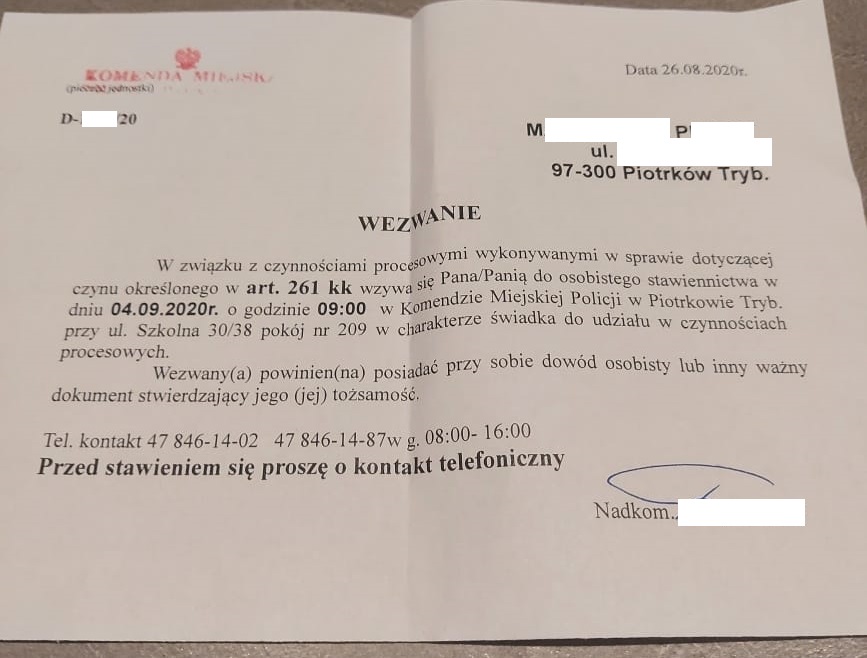 KOMENDA MIEJSK
(pieczęć jednostki)
Data 26.08.2020r.
D- /20
M P
ul.
97-300 Piotrków Tryb.
WEZWANIE
W związku z czynnościami procesowymi wykonywanymi w sprawie dotyczącej
czynu określonego w art. 261 kk wzywa się Pana/Panią do osobistego stawiennictwa w
dniu 04.09.2020r. o godzinie 09:00 w Komendzie Miejskiej Policji w Piotrkowie Tryb.
przy ul. Szkolna 30/38 pokój nr 209 w charakterze świadka do udziału w czynnościach
procesowych.
Wezwany(a) powinien(na) posiadać przy sobie dowód osobisty lub inny ważny
dokument stwierdzający jego (jej) tożsamość.
Tel. kontakt 47 846-14-02 47 846-14-87w g. 08:00- 16:00
Przed stawieniem się proszę o kontakt telefoniczny
Nadkom.